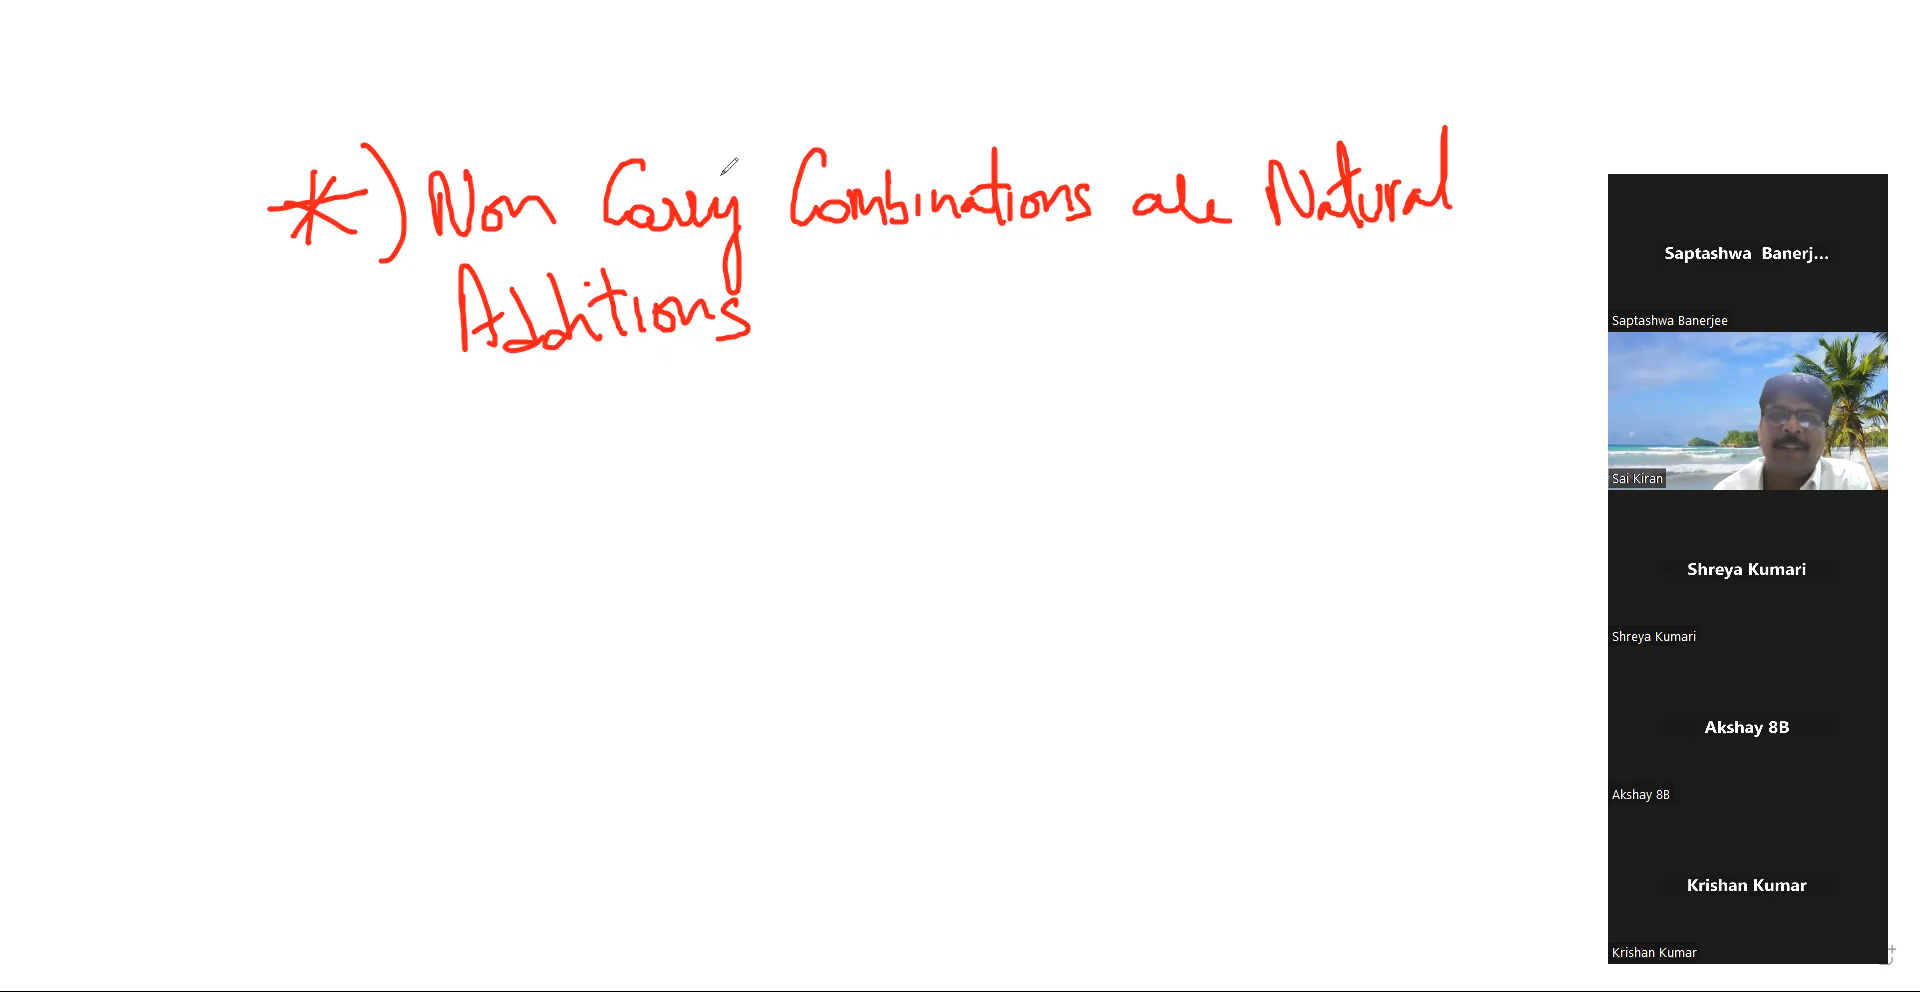 *) Non Carry Combinations are Natural
Additions
Saptashwa Banerj...
Saptashwa Banerjee
Sai Kiran
Shreya Kumari
Shreya Kumari
Akshay 8B
Akshay 8B
Krishan Kumar
Krishan Kumar